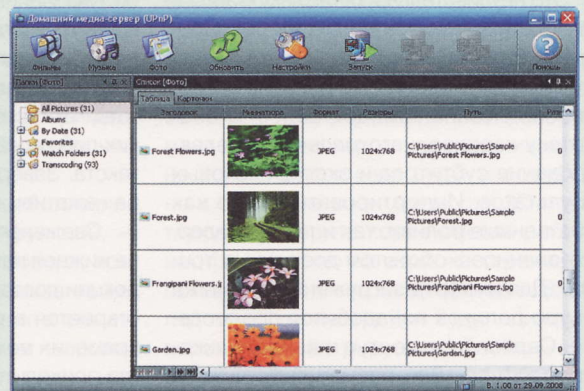 Домашний медиа-сервер (UPnP)
Фильмы Музыка Фото Обновить Настройки Запуск Помощь
Папки [Фото] Список [Фото]
Таблица Карточки
Заголовок Миниатюра Формат Размеры Путь
All Pictures (31)
Albums
By Date (31)
Favorites
Watch Folders (31)
Transcoding (93)
Forest Flowers.jpg JPEG 1024x768 C:\Users\Public\Pictures\Sample
Pictures\Forest Flowers.jpg 0
Forest.jpg JPEG 1024x768 C:\Users\Public\Pictures\Sample
Pictures\Forest.jpg 0
Frangipani Flowers.j JPEG 1024x768 C:\Users\Public\Pictures\Sample
Pictures\Frangipani Flowers.jpg 0
Garden.jpg JPEG 1024x768 C:\Users\Public\Pictures\Sample
Pictures\Garden.jpg 0
В. 1.00 от 29.09.2008